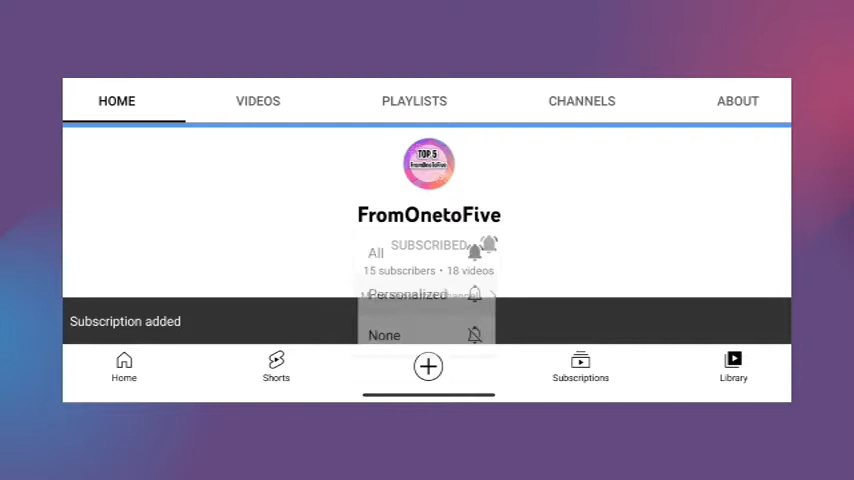 HOME VIDEOS PLAYLISTS CHANNELS ABOUT
TOP 5
FromOneToFive
FromOnetoFive
SUBSCRIBED
All
15 subscribers • 18 videos
Personalized
None
Subscription added
Home Shorts Subscriptions Library